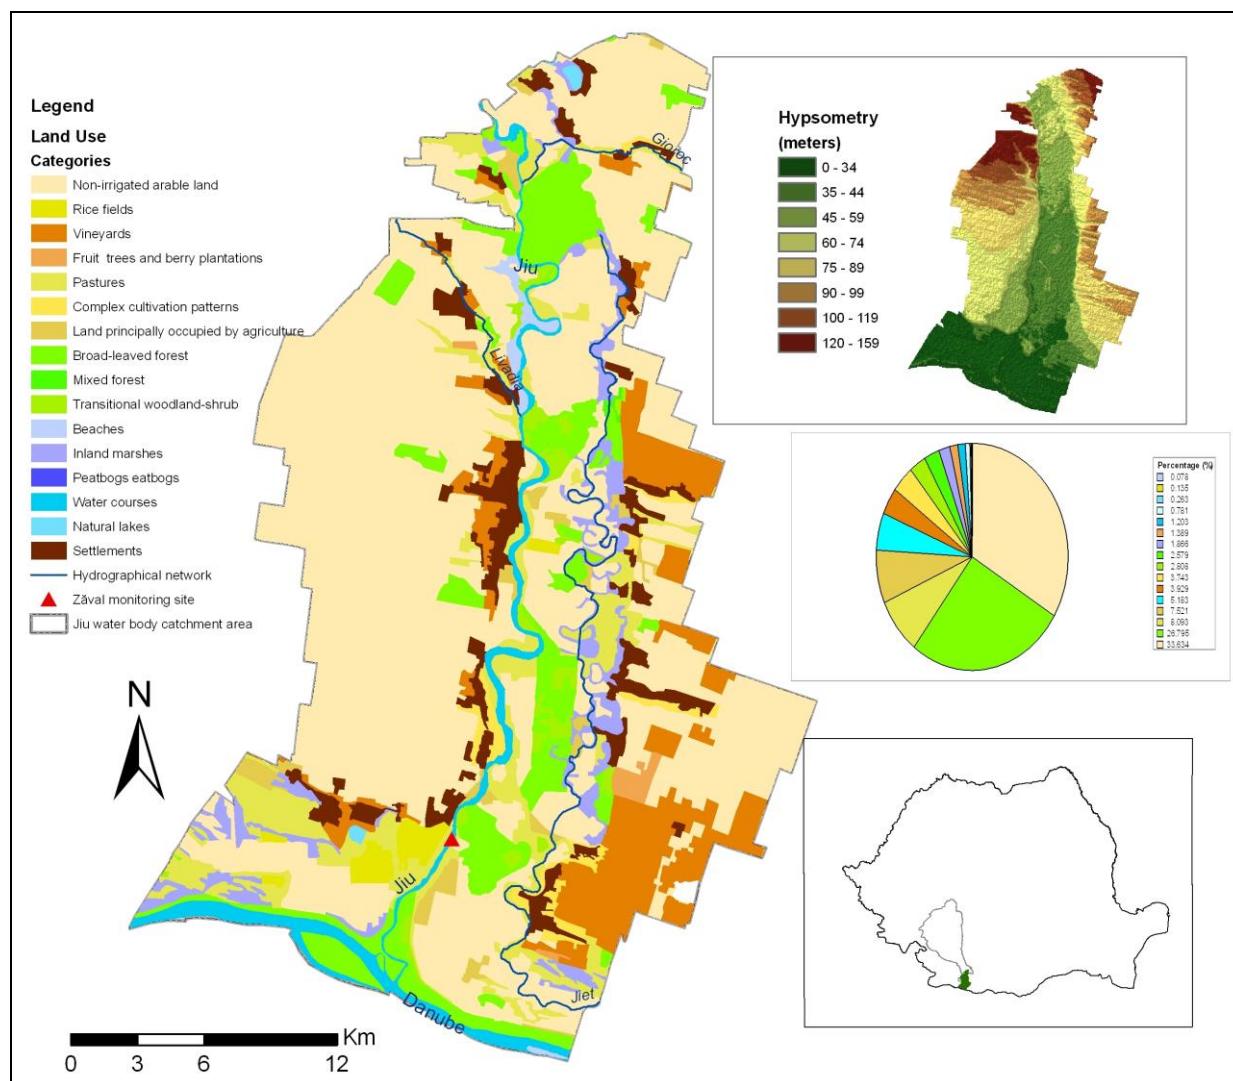 Legend
Land Use
Categories
Non-irrigated arable land
Rice fields
Vineyards
Fruit trees and berry plantations
Pastures
Complex cultivation patterns
Land principally occupied by agriculture
Broad-leaved forest
Mixed forest
Transitional woodland-shrub
Beaches
Inland marshes
Peatbogs eatbogs
Water courses
Natural lakes
Settlements
Hydrographical network
Zăval monitoring site
Jiu water body catchment area
N
Km
0 3 6 12
Gioroc
Jiu
Livadia
Jiu
Danube
Jiet
Hypsometry
(meters)
0 - 34
35 - 44
45 - 59
60 - 74
75 - 89
90 - 99
100 - 119
120 - 159
Percentage (%)
0.078
0.135
0.263
0.781
1.203
1.389
1.866
2.579
2.808
3.743
3.929
5.183
7.521
8.093
26.795
33.634